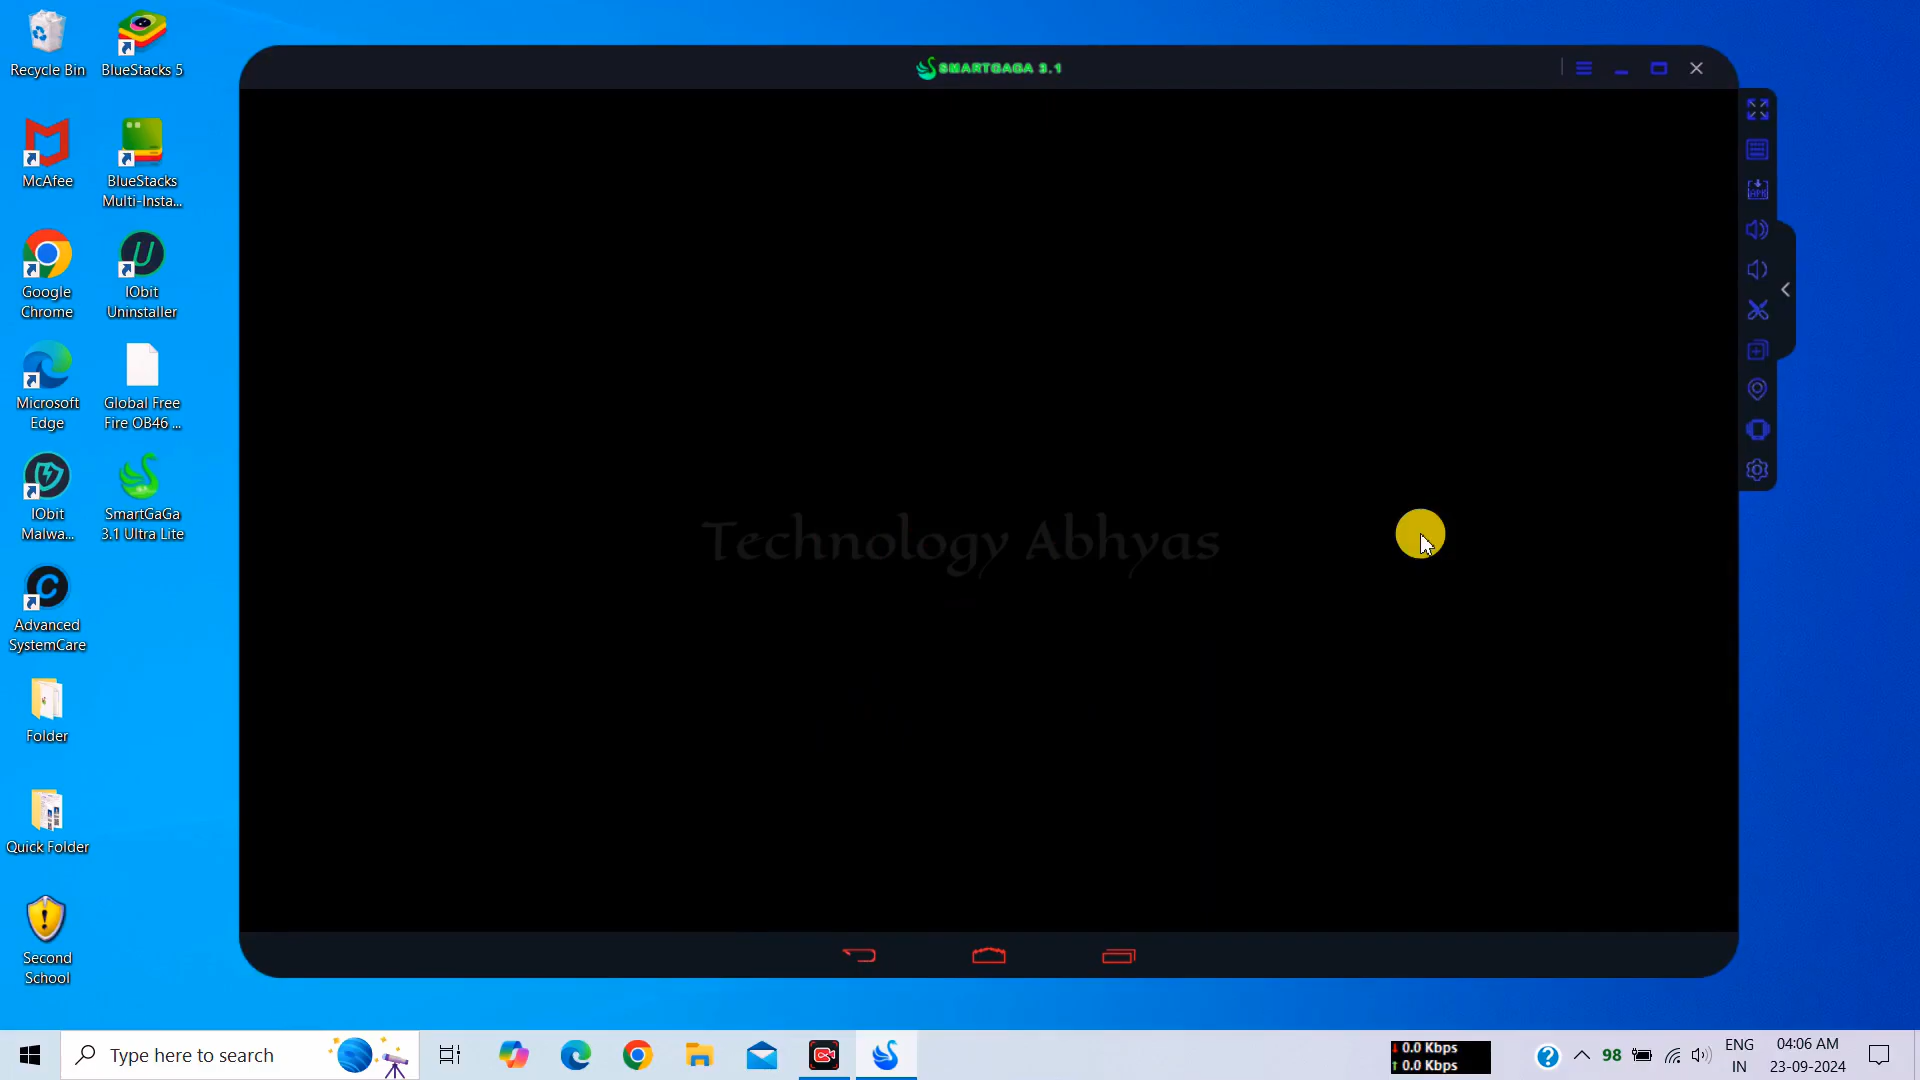 Recycle Bin
BlueStacks 5
McAfee
BlueStacks
Multi-Insta...
Google
Chrome
IObit
Uninstaller
Microsoft
Edge
Global Free
Fire OB46 ...
IObit
Malwa...
SmartGaGa
3.1 Ultra Lite
Advanced
SystemCare
Folder
Quick Folder
Second
School
SMARTGAGA 3.1
APK
Technology Abhyas
Type here to search
0.0 Kbps
0.0 Kbps
98
ENG
IN
04:06 AM
23-09-2024